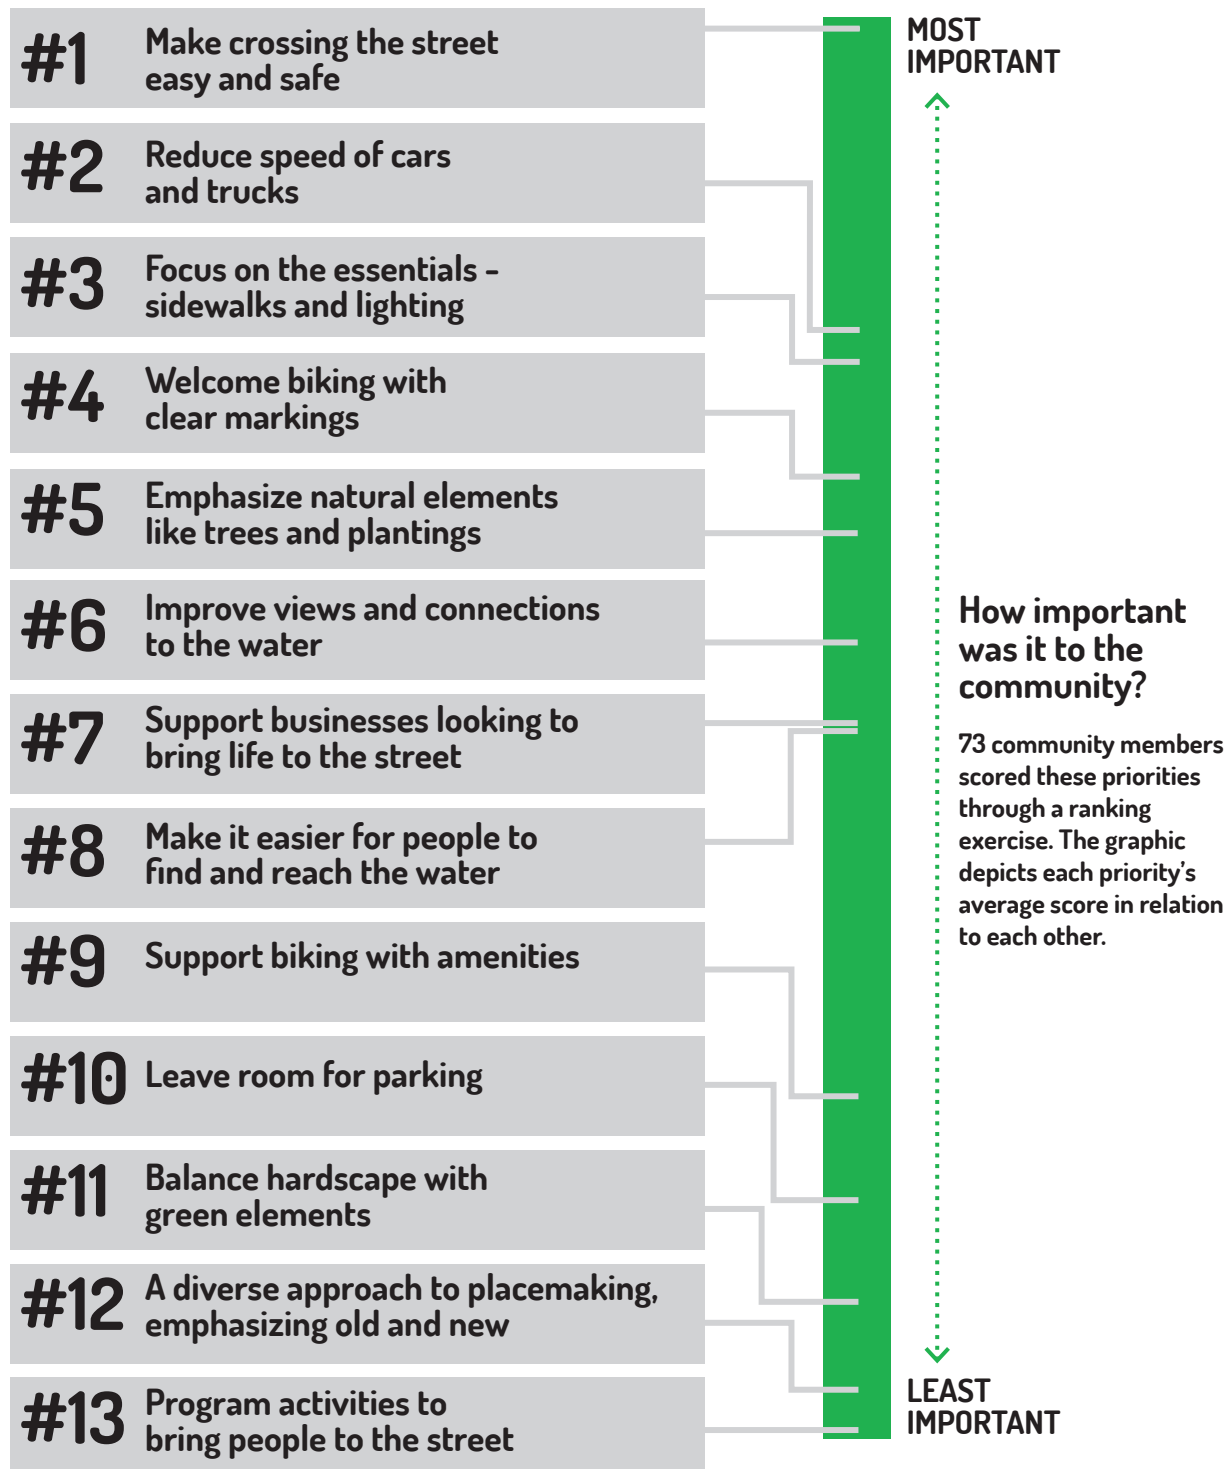 #1
Make crossing the street
easy and safe
#2
Reduce speed of cars
and trucks
#3
Focus on the essentials -
sidewalks and lighting
#4
Welcome biking with
clear markings
#5
Emphasize natural elements
like trees and plantings
#6
Improve views and connections
to the water
#7
Support businesses looking to
bring life to the street
#8
Make it easier for people to
find and reach the water
#9
Support biking with amenities
#10
Leave room for parking
#11
Balance hardscape with
green elements
#12
A diverse approach to placemaking,
emphasizing old and new
#13
Program activities to
bring people to the street
MOST
IMPORTANT
How important
was it to the
community?
73 community members
scored these priorities
through a ranking
exercise. The graphic
depicts each priority’s
average score in relation
to each other.
LEAST
IMPORTANT